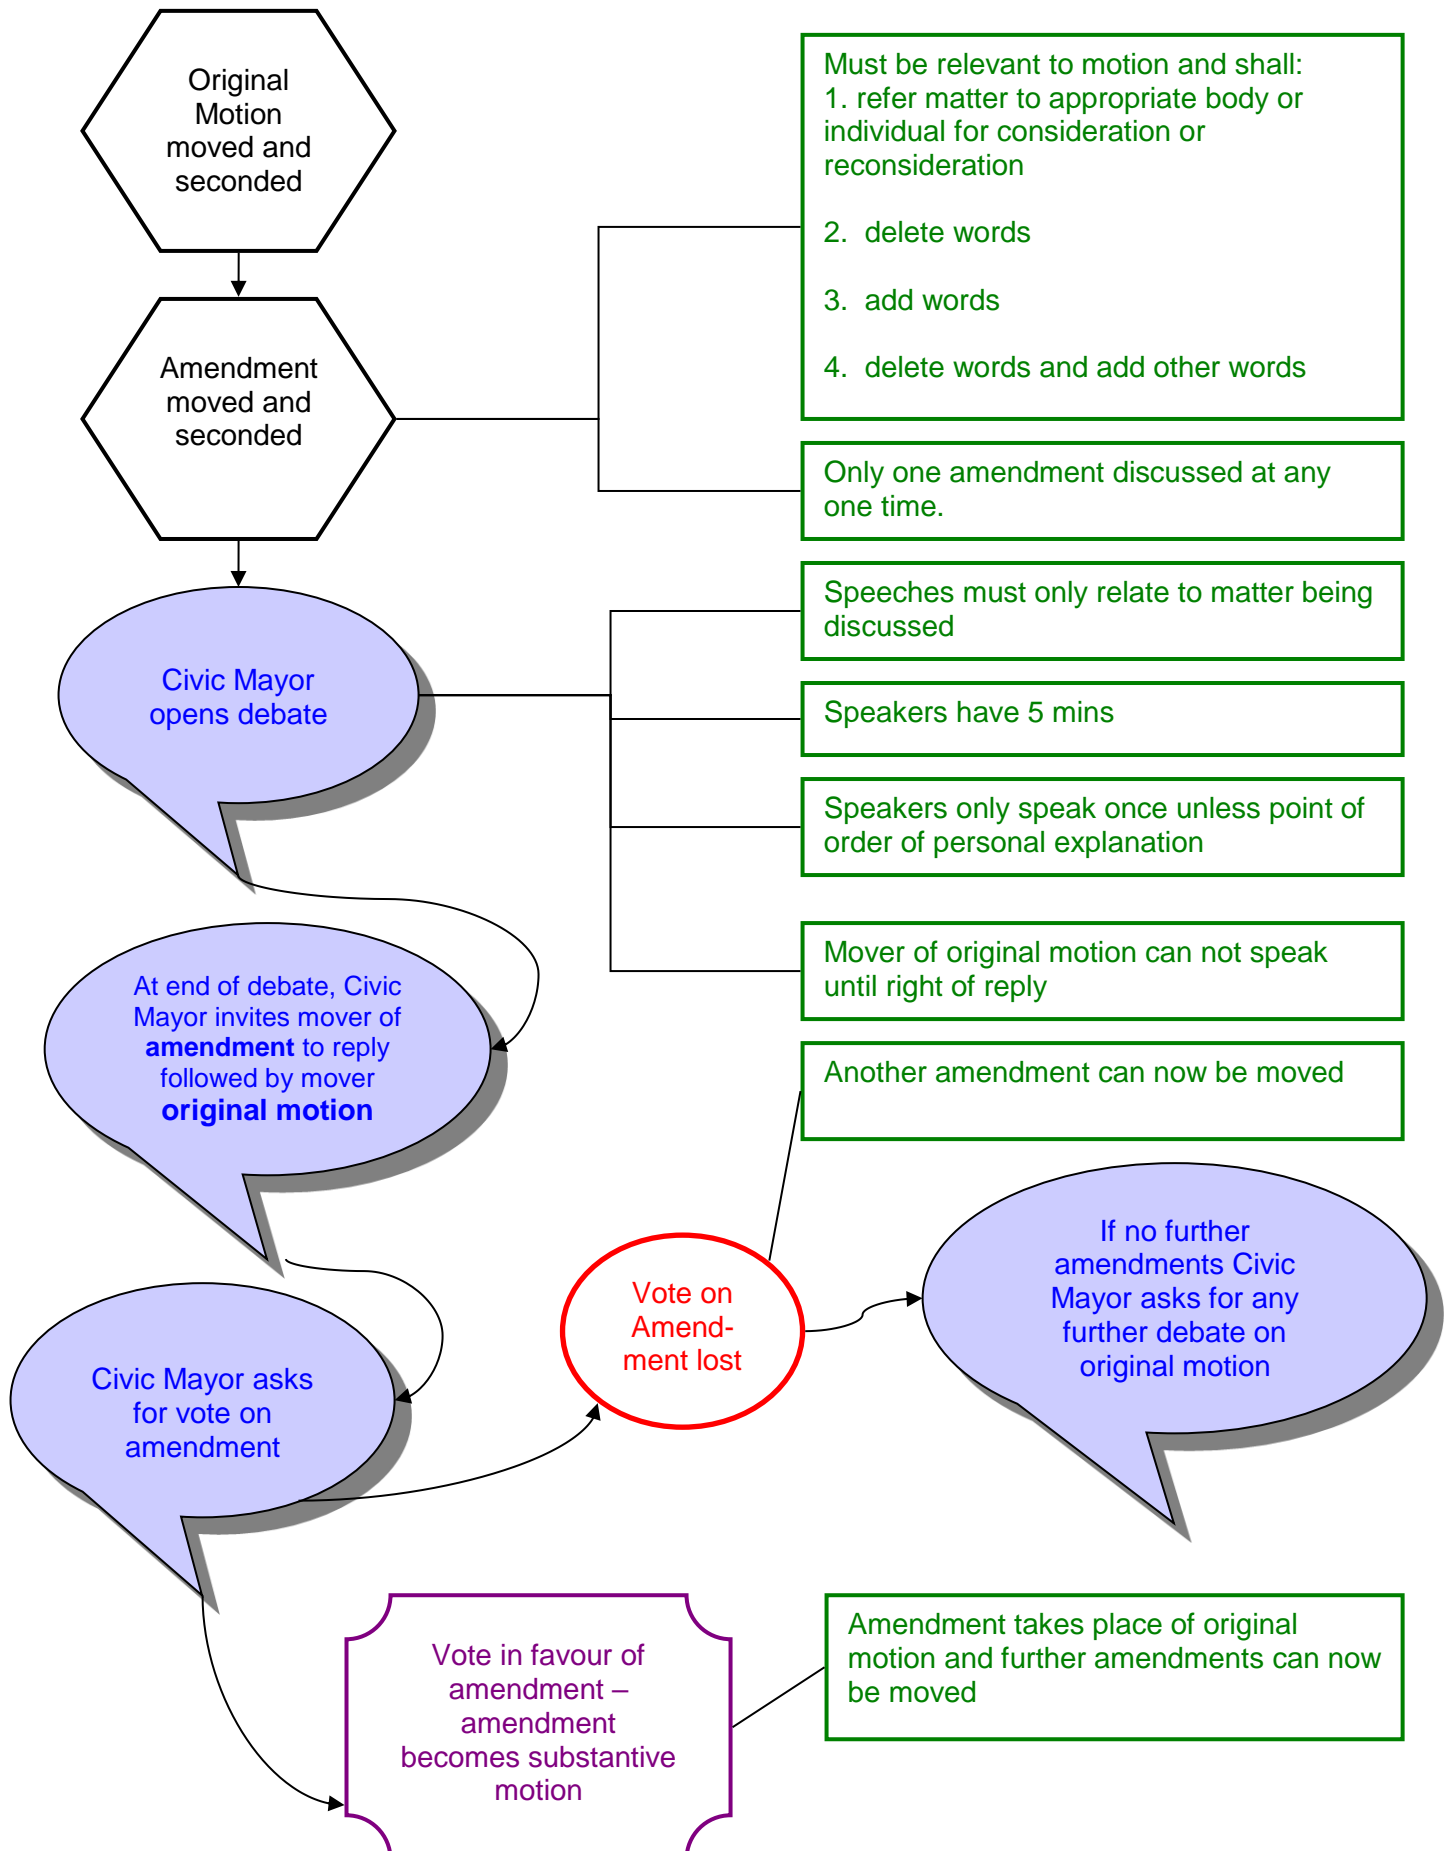 Original
Motion
moved and
seconded
Must be relevant to motion and shall:
1. refer matter to appropriate body or
individual for consideration or
reconsideration
2. delete words
3. add words
4. delete words and add other words
Amendment
moved and
seconded
Only one amendment discussed at any
one time.
Civic Mayor
opens debate
Speeches must only relate to matter being
discussed
Speakers have 5 mins
Speakers only speak once unless point of
order of personal explanation
Mover of original motion can not speak
until right of reply
At end of debate, Civic
Mayor invites mover of
amendment to reply
followed by mover
original motion
Another amendment can now be moved
Civic Mayor asks
for vote on
amendment
Vote on
Amend-
ment lost
If no further
amendments Civic
Mayor asks for any
further debate on
original motion
Vote in favour of
amendment –
amendment
becomes substantive
motion
Amendment takes place of original
motion and further amendments can now
be moved